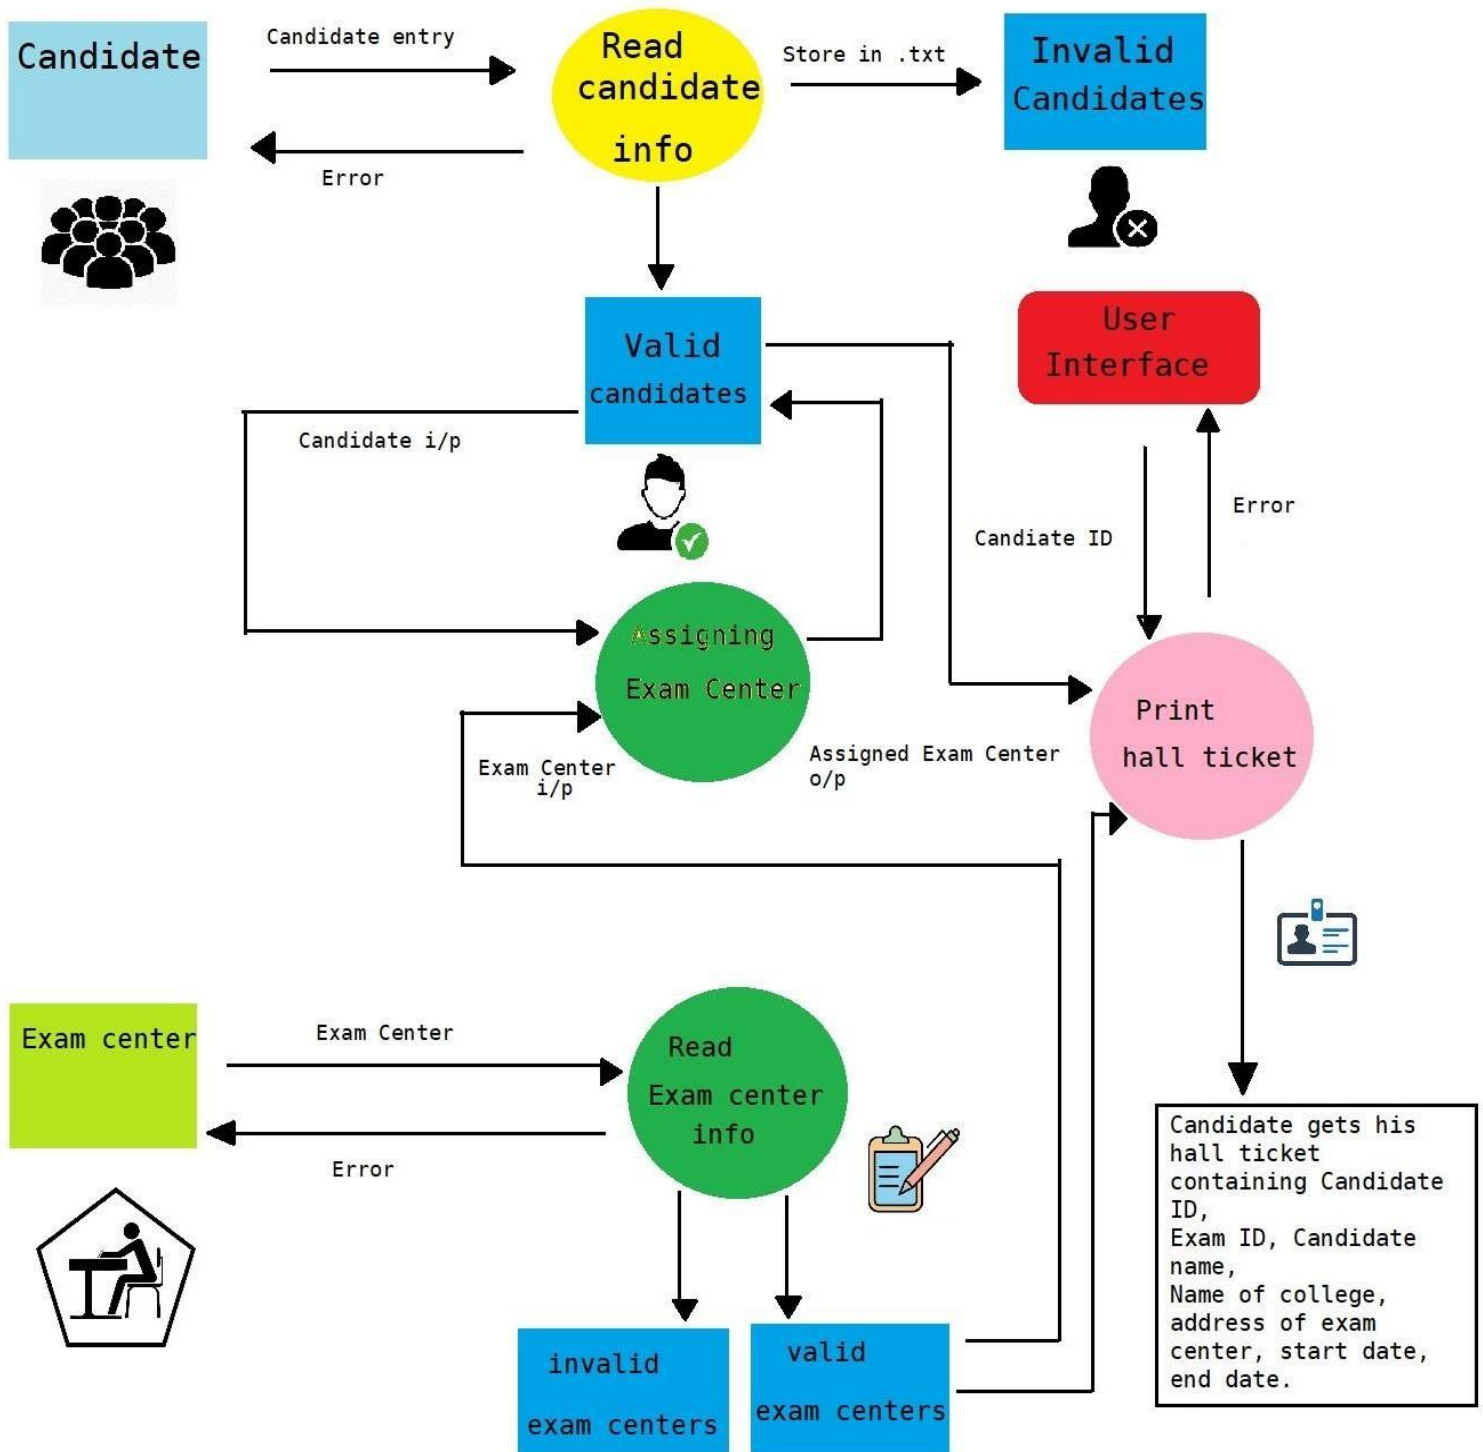 Candidate
Candidate entry
Error
Read
candidate
info
Store in .txt
Invalid
Candidates
Valid
candidates
User
Interface
Candidate i/p
Candiate ID
Error
Assigning
Exam Center
Exam Center
i/p
Assigned Exam Center
o/p
Print
hall ticket
Exam center
Exam Center
Error
Read
Exam center
info
invalid
exam centers
valid
exam centers
Candidate gets his
hall ticket
containing Candidate
ID,
Exam ID, Candidate
name,
Name of college,
address of exam
center, start date,
end date.